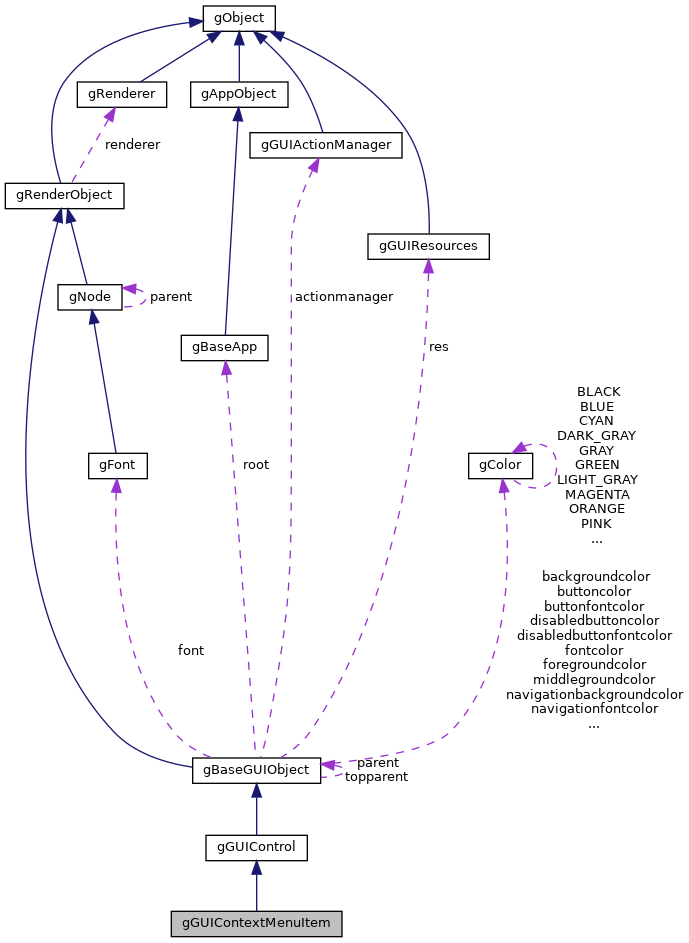 gObject
gRenderer
gAppObject
gGUIActionManager
renderer
gRenderObject
gGUIResources
gNode
parent
actionmanager
gBaseApp
res
BLACK
BLUE
CYAN
DARK_GRAY
GRAY
GREEN
LIGHT_GRAY
MAGENTA
ORANGE
PINK
...
gFont
root
gColor
backgroundcolor
buttoncolor
buttonfontcolor
disabledbuttoncolor
disabledbuttonfontcolor
fontcolor
foregroundcolor
middlegroundcolor
navigationbackgroundcolor
navigationfontcolor
...
font
gBaseGUIObject
parent
topparent
gGUIControl
gGUIContextMenuItem